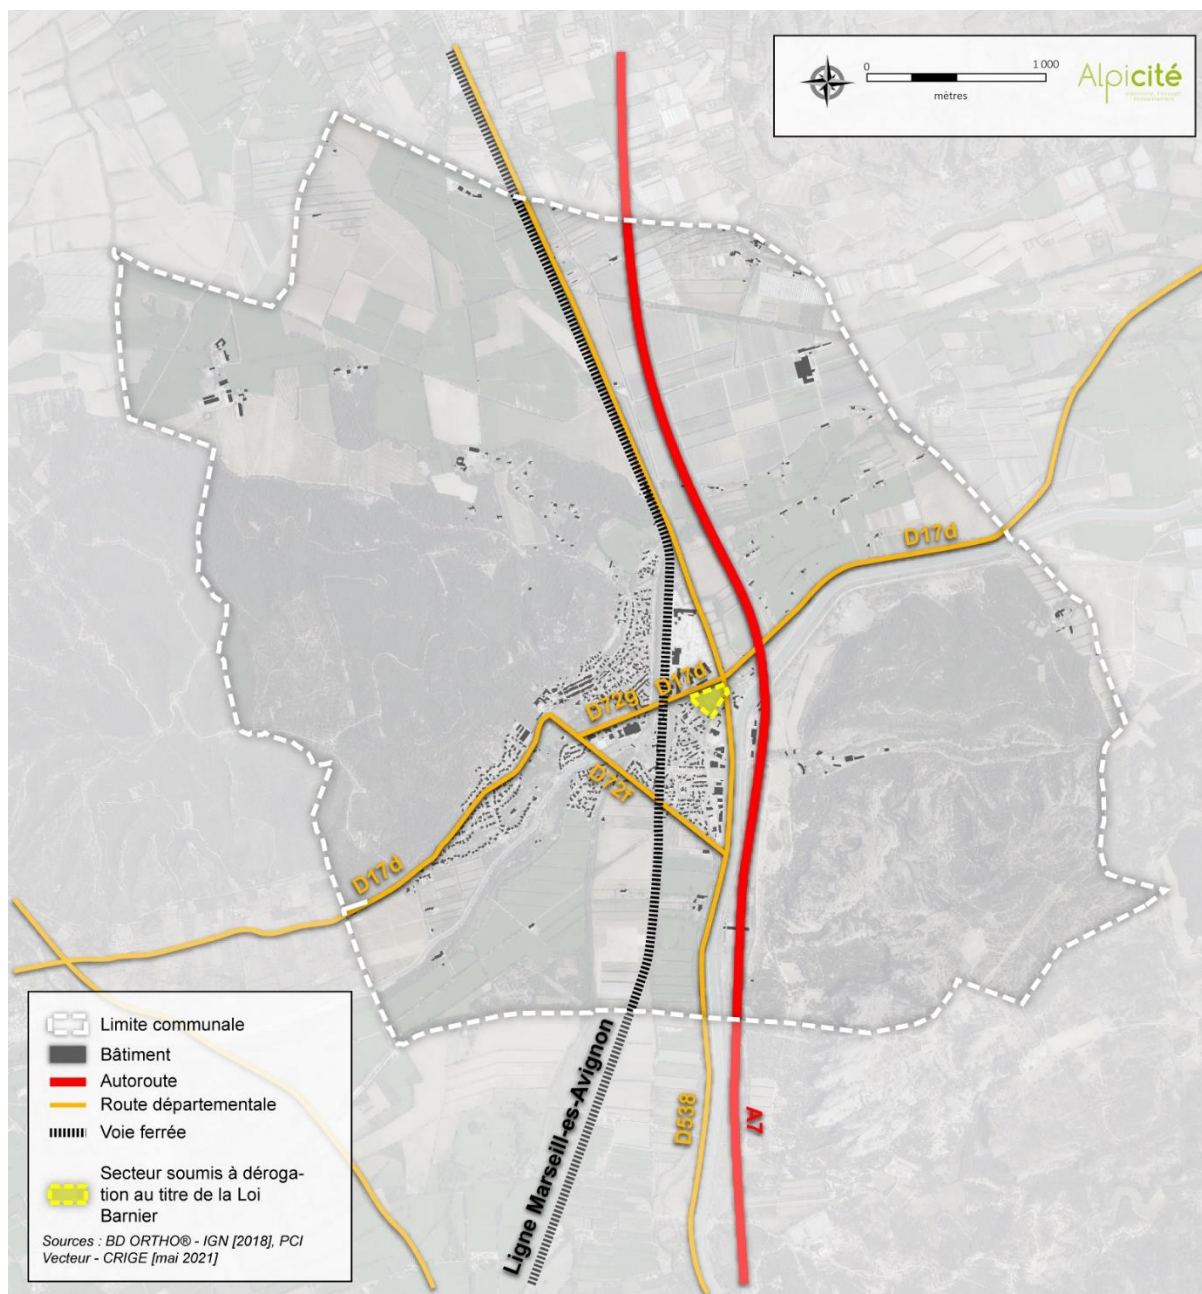 0 1 000
mètres
Alpicité
D17d
D72g
D17d
D72f
D17d
Ligne Marseill-es-Avignon
D538
A7
Limite communale
Bâtiment
Autoroute
Route départementale
Voie ferrée
Secteur soumis à déroga-
tion au titre de la Loi
Barnier
Sources : BD ORTHO® - IGN [2018], PCI
Vecteur - CRIGE [mai 2021]